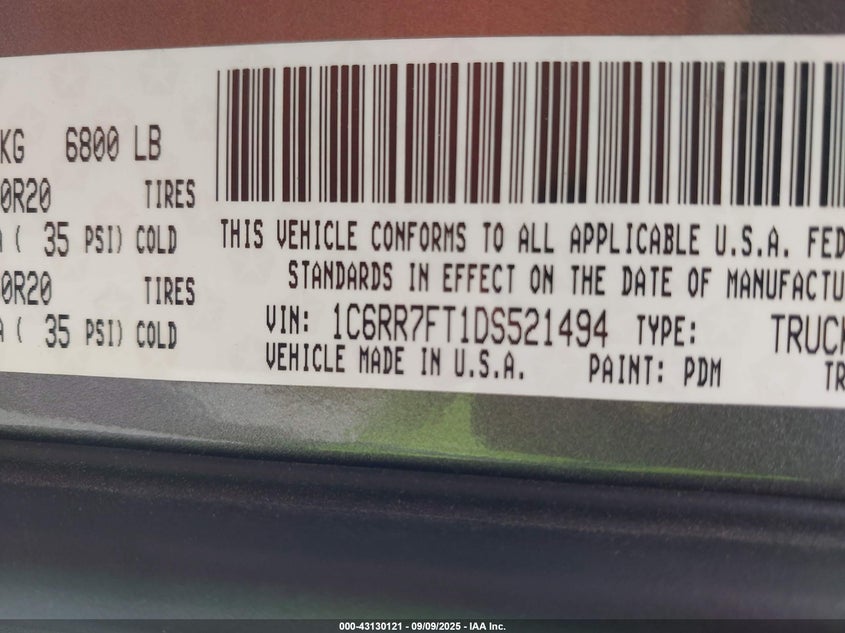 KG 6800 LB
0R20 TIRES
( 35 PSI) COLD
0R20 TIRES
( 35 PSI) COLD
THIS VEHICLE CONFORMS TO ALL APPLICABLE U.S.A. FED
STANDARDS IN EFFECT ON THE DATE OF MANUFACTU
VIN: 1C6RR7FT1DS521494 TYPE: TRUCK
VEHICLE MADE IN U.S.A. PAINT: PDM TR
000-43130121 - 09/09/2025 - IAA Inc.